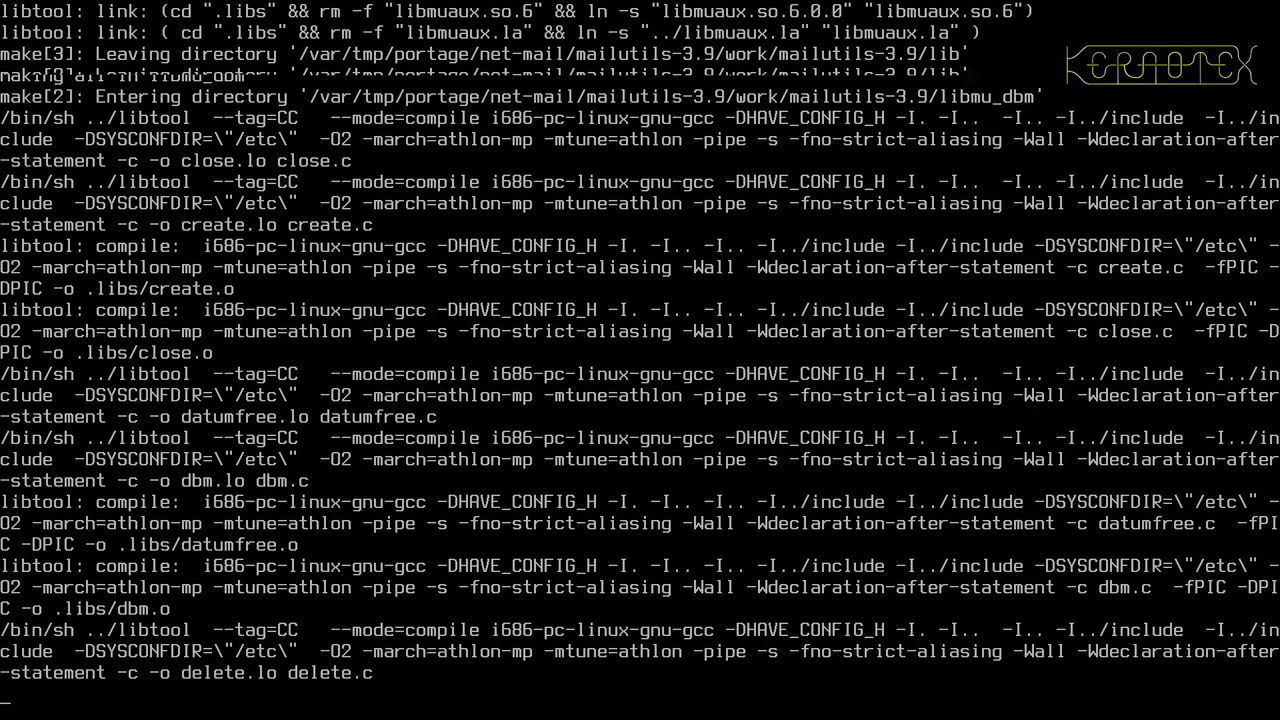 libtool: link: (cd ".libs" && rm -f "libmuaux.so.6" && ln -s "libmuaux.so.6.0.0" "libmuaux.so.6")
libtool: link: ( cd ".libs" && rm -f "libmuaux.la" && ln -s "../libmuaux.la" "libmuaux.la" )
make[3]: Leaving directory '/var/tmp/portage/net-mail/mailutils-3.9/work/mailutils-3.9/lib'
KERAOTEX
make[2]: Entering directory '/var/tmp/portage/net-mail/mailutils-3.9/work/mailutils-3.9/libmu_dbm'
/bin/sh ../libtool  --tag=CC   --mode=compile i686-pc-linux-gnu-gcc -DHAVE_CONFIG_H -I. -I..  -I.. -I../include  -I../in
clude  -DSYSCONFDIR=\"/etc\"  -O2 -march=athlon-mp -mtune=athlon -pipe -s -fno-strict-aliasing -Wall -Wdeclaration-after
-statement -c -o close.lo close.c
/bin/sh ../libtool  --tag=CC   --mode=compile i686-pc-linux-gnu-gcc -DHAVE_CONFIG_H -I. -I..  -I.. -I../include  -I../in
clude  -DSYSCONFDIR=\"/etc\"  -O2 -march=athlon-mp -mtune=athlon -pipe -s -fno-strict-aliasing -Wall -Wdeclaration-after
-statement -c -o create.lo create.c
libtool: compile:  i686-pc-linux-gnu-gcc -DHAVE_CONFIG_H -I. -I.. -I.. -I../include -I../include -DSYSCONFDIR=\"/etc\" -
O2 -march=athlon-mp -mtune=athlon -pipe -s -fno-strict-aliasing -Wall -Wdeclaration-after-statement -c create.c  -fPIC -
DPIC -o .libs/create.o
libtool: compile:  i686-pc-linux-gnu-gcc -DHAVE_CONFIG_H -I. -I.. -I.. -I../include -I../include -DSYSCONFDIR=\"/etc\" -
O2 -march=athlon-mp -mtune=athlon -pipe -s -fno-strict-aliasing -Wall -Wdeclaration-after-statement -c close.c  -fPIC -D
PIC -o .libs/close.o
/bin/sh ../libtool  --tag=CC   --mode=compile i686-pc-linux-gnu-gcc -DHAVE_CONFIG_H -I. -I..  -I.. -I../include  -I../in
clude  -DSYSCONFDIR=\"/etc\"  -O2 -march=athlon-mp -mtune=athlon -pipe -s -fno-strict-aliasing -Wall -Wdeclaration-after
-statement -c -o datumfree.lo datumfree.c
/bin/sh ../libtool  --tag=CC   --mode=compile i686-pc-linux-gnu-gcc -DHAVE_CONFIG_H -I. -I..  -I.. -I../include  -I../in
clude  -DSYSCONFDIR=\"/etc\"  -O2 -march=athlon-mp -mtune=athlon -pipe -s -fno-strict-aliasing -Wall -Wdeclaration-after
-statement -c -o dbm.lo dbm.c
libtool: compile:  i686-pc-linux-gnu-gcc -DHAVE_CONFIG_H -I. -I.. -I.. -I../include -I../include -DSYSCONFDIR=\"/etc\" -
O2 -march=athlon-mp -mtune=athlon -pipe -s -fno-strict-aliasing -Wall -Wdeclaration-after-statement -c datumfree.c  -fPI
C -DPIC -o .libs/datumfree.o
libtool: compile:  i686-pc-linux-gnu-gcc -DHAVE_CONFIG_H -I. -I.. -I.. -I../include -I../include -DSYSCONFDIR=\"/etc\" -
O2 -march=athlon-mp -mtune=athlon -pipe -s -fno-strict-aliasing -Wall -Wdeclaration-after-statement -c dbm.c  -fPIC -DPI
C -o .libs/dbm.o
/bin/sh ../libtool  --tag=CC   --mode=compile i686-pc-linux-gnu-gcc -DHAVE_CONFIG_H -I. -I..  -I.. -I../include  -I../in
clude  -DSYSCONFDIR=\"/etc\"  -O2 -march=athlon-mp -mtune=athlon -pipe -s -fno-strict-aliasing -Wall -Wdeclaration-after
-statement -c -o delete.lo delete.c